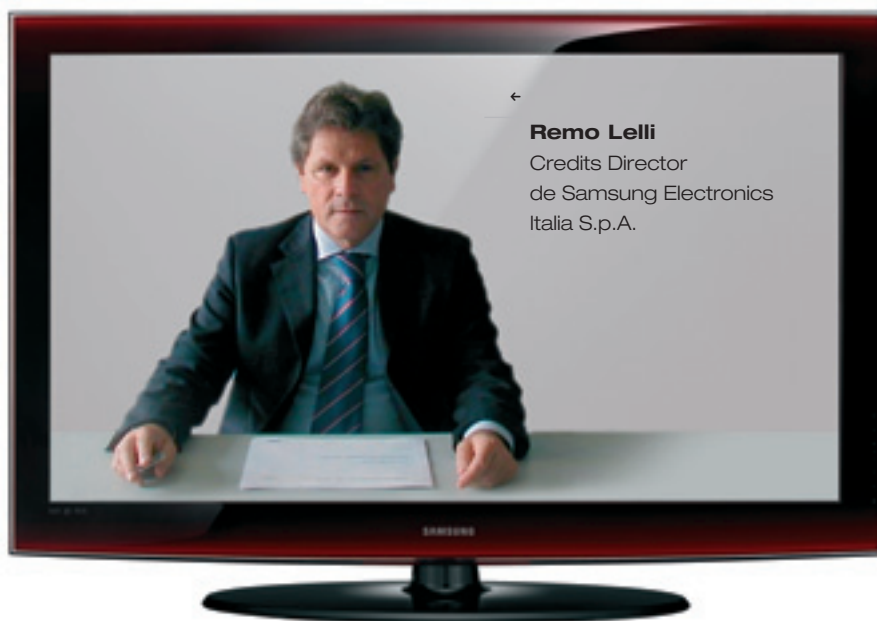 ←
Remo Lelli
Credits Director
de Samsung Electronics
Italia S.p.A.
SAMSUNG